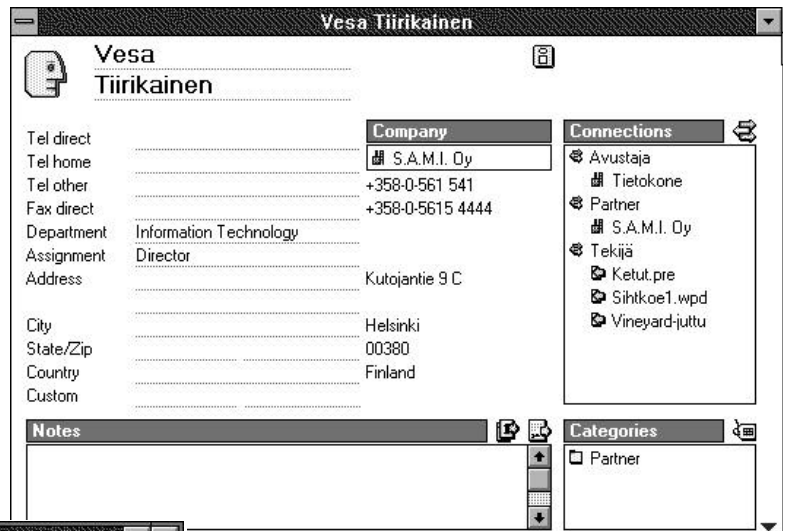 Vesa Tiirikainen
Vesa
Tiirikainen
Company
Connections
Tel direct
Tel home
S.A.M.I. Oy
Tel other
+358-0-561 541
Fax direct
+358-0-5615 4444
Department Information Technology
Assignment Director
Address
Kutojantie 9 C
City
Helsinki
State/Zip
00380
Country
Finland
Custom
Avustaja
Tietokone
Partner
S.A.M.I. Oy
Tekijä
Ketut.pre
Sihtkoe1.wpd
Vineyard-juttu
Notes
Categories
Partner